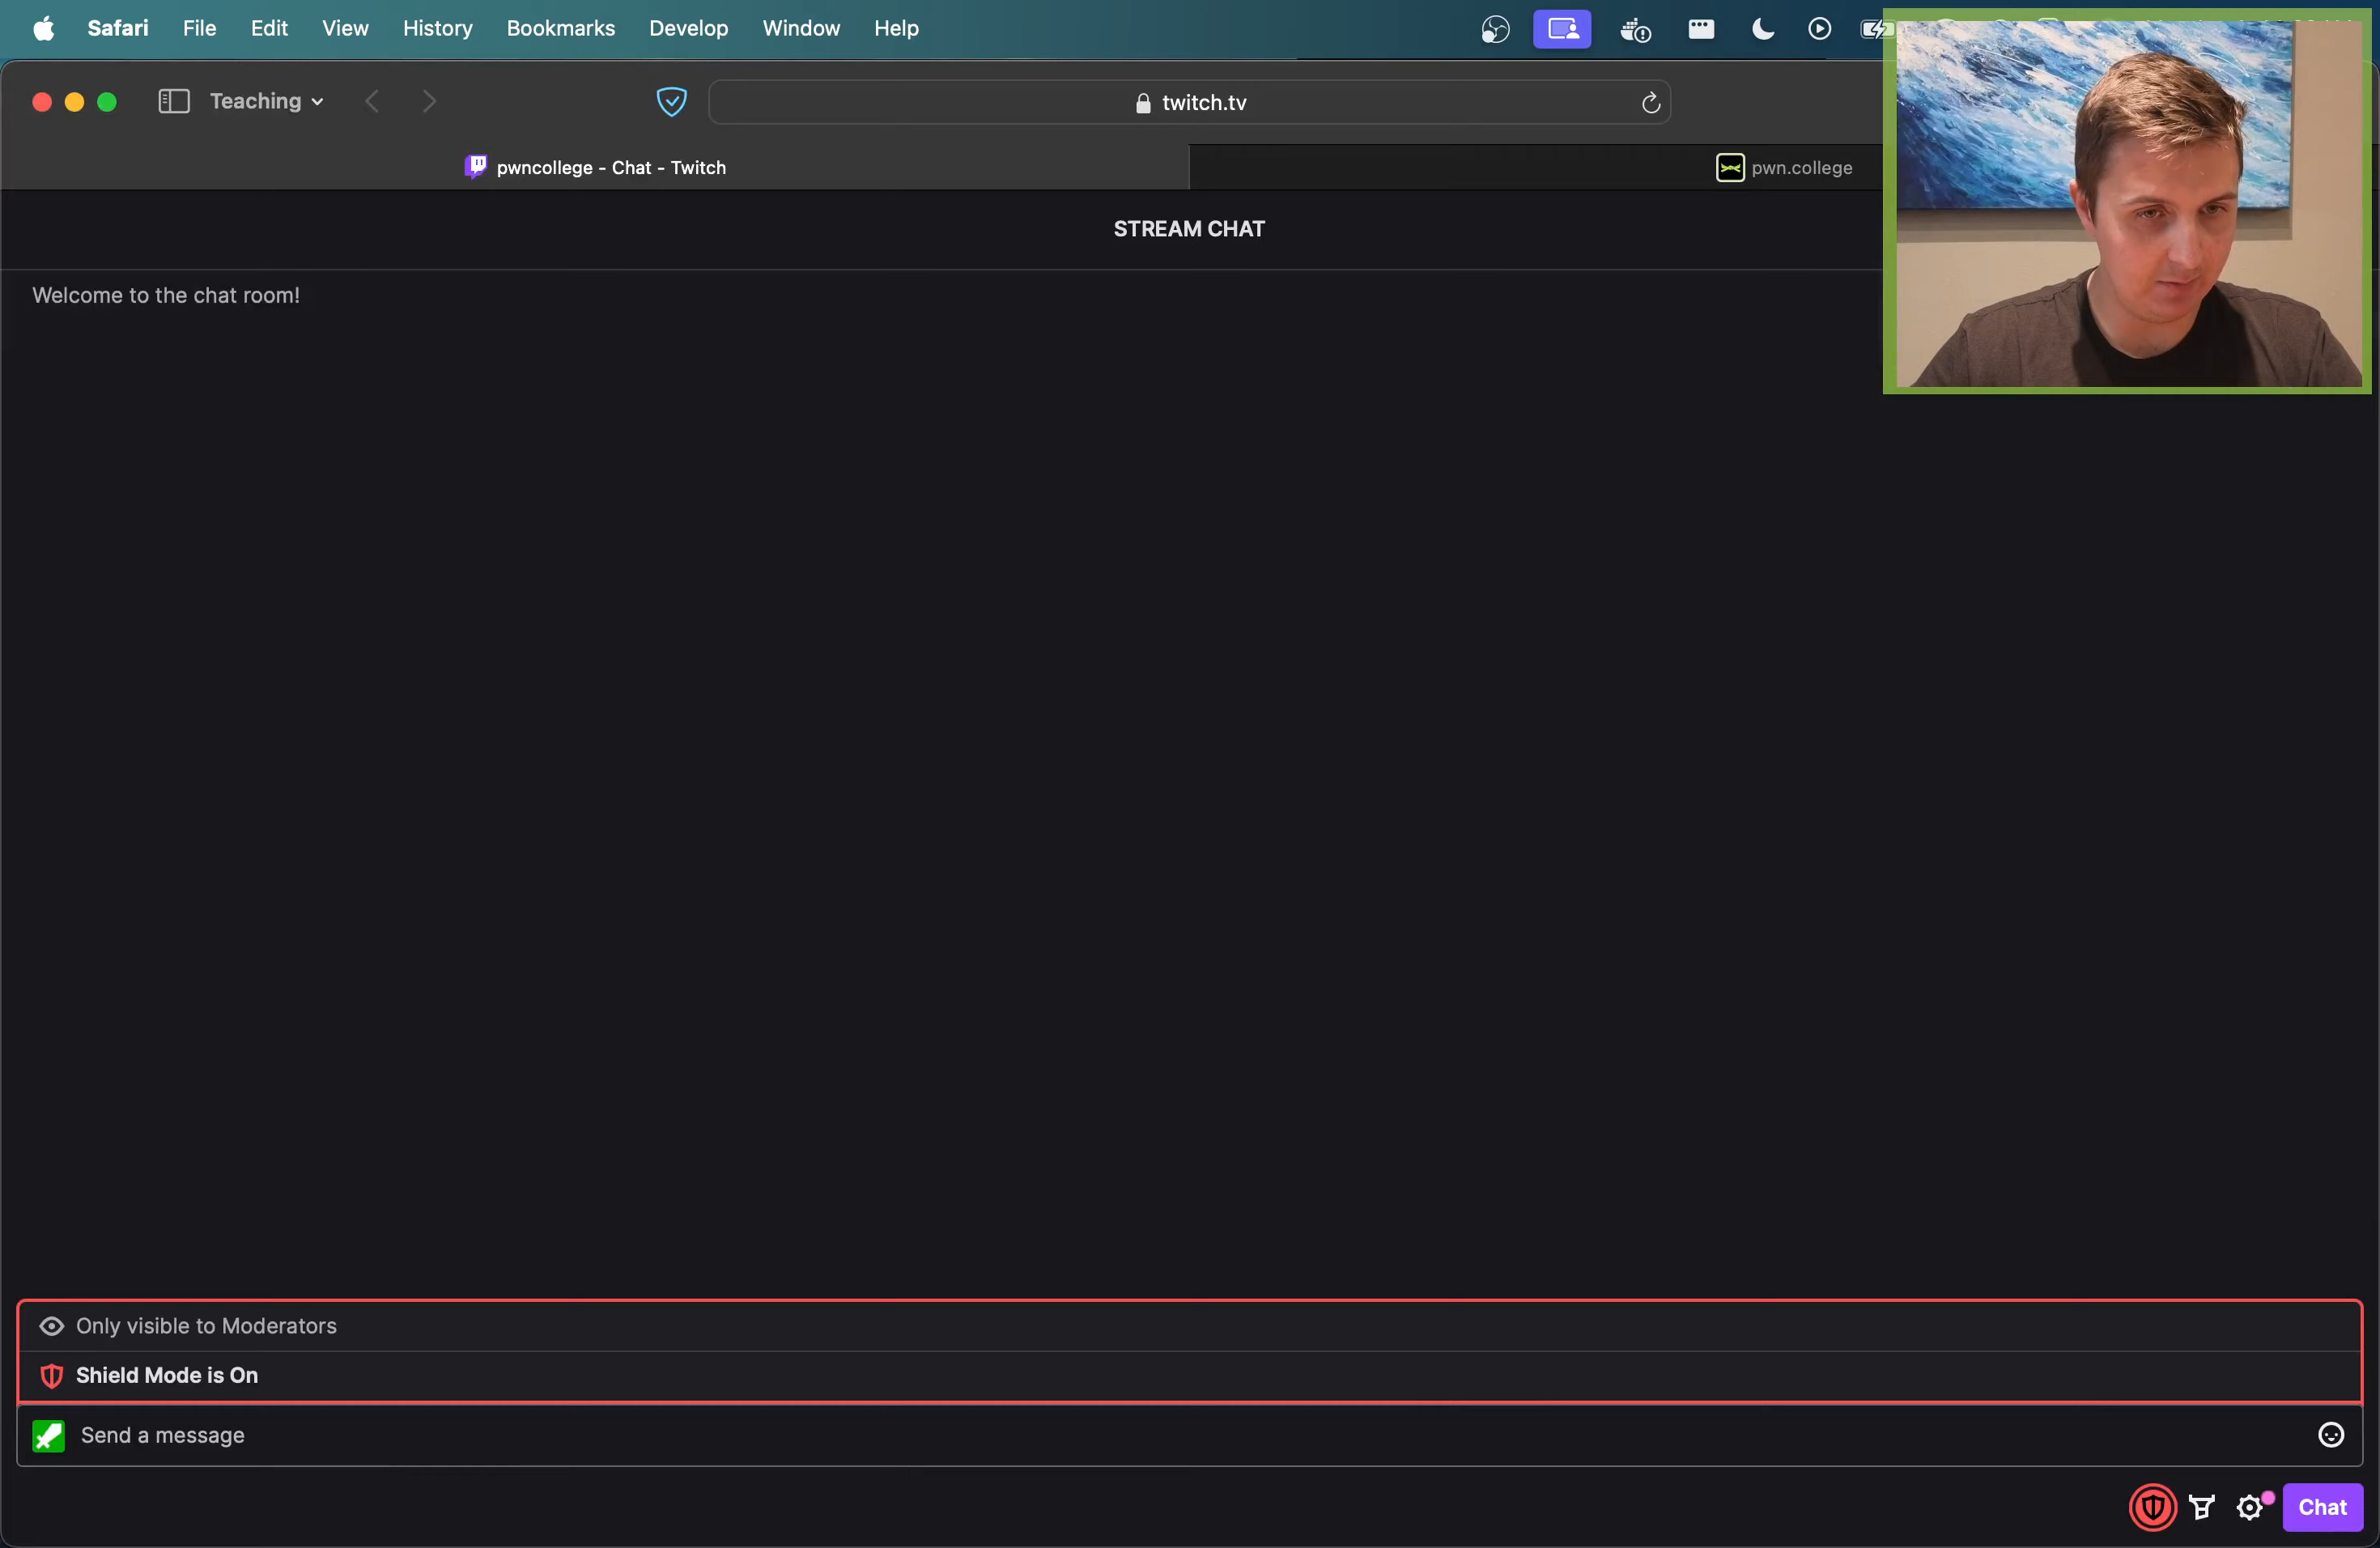 Safari File Edit View History Bookmarks Develop Window Help
Teaching
twitch.tv
pwncollege - Chat - Twitch
pwn.college
STREAM CHAT
Welcome to the chat room!
Only visible to Moderators
Shield Mode is On
Send a message
Chat